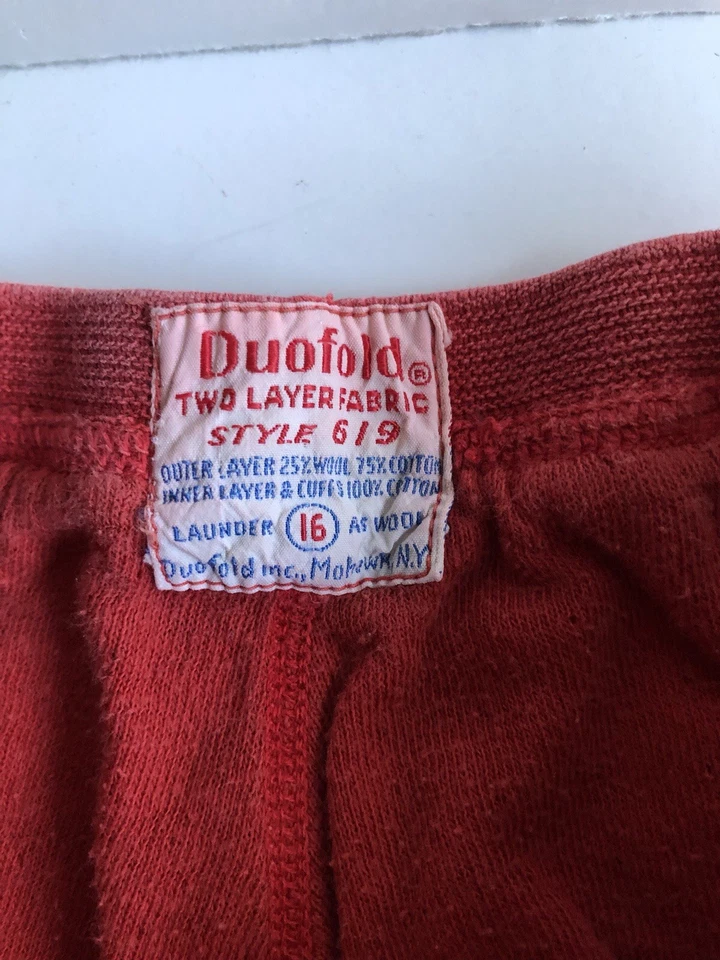 Duofold®
TWO LAYER FABRIC
STYLE 619
OUTER LAYER 25% WOOL 75% COTTON
INNER LAYER & CUFFS 100% COTTON
LAUNDER 16 AS WOOL
Duofold Inc., Mohawk, N.Y.